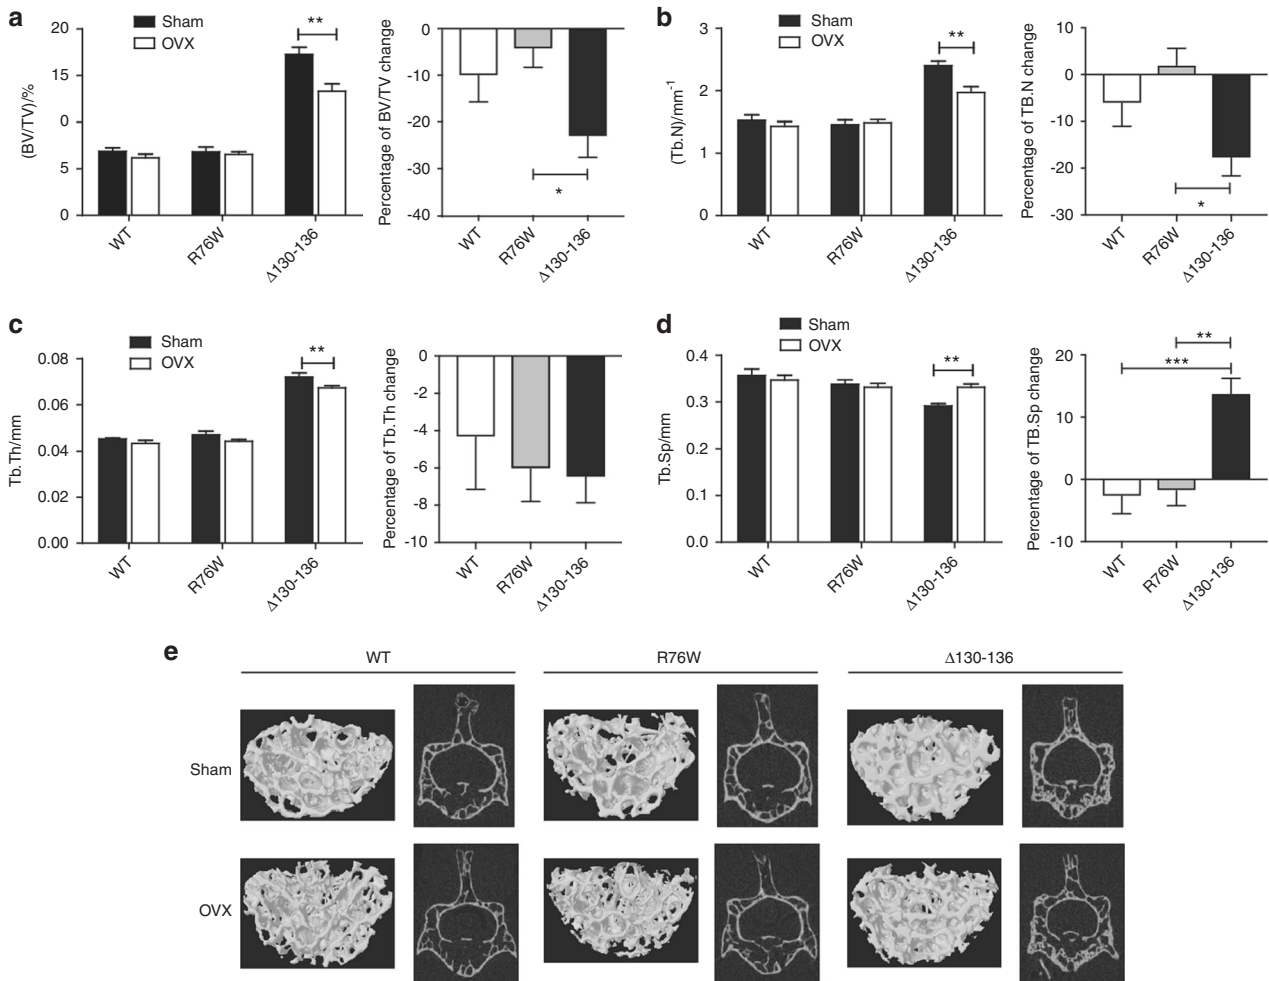 a
Sham
OVX
**
(BV/TV)/%
20
15
0
5
0
WT
R76W
Δ130-136
Percentage of BV/TV change
0
-10
-20
-30
-40
*
WT
R76W
Δ130-136
b
Sham
OVX
**
(Tb.N)/mm-1
3
2
1
0
WT
R76W
Δ130-136
Percentage of TB.N change
10
0
-10
-20
-30
*
WT
R76W
Δ130-136
c
Sham
OVX
**
Tb.Th/mm
0.08
0.06
0.04
0.02
0.00
WT
R76W
Δ130-136
Percentage of Tb.Th change
0
-2
-4
-6
-8
-10
WT
R76W
Δ130-136
d
Sham
OVX
**
Tb.Sp/mm
0.4
0.3
0.2
0.1
0.0
WT
R76W
Δ130-136
Percentage of TB.Sp change
20
10
0
-10
**
***
WT
R76W
Δ130-136
e
WT
R76W
Δ130-136
Sham
OVX